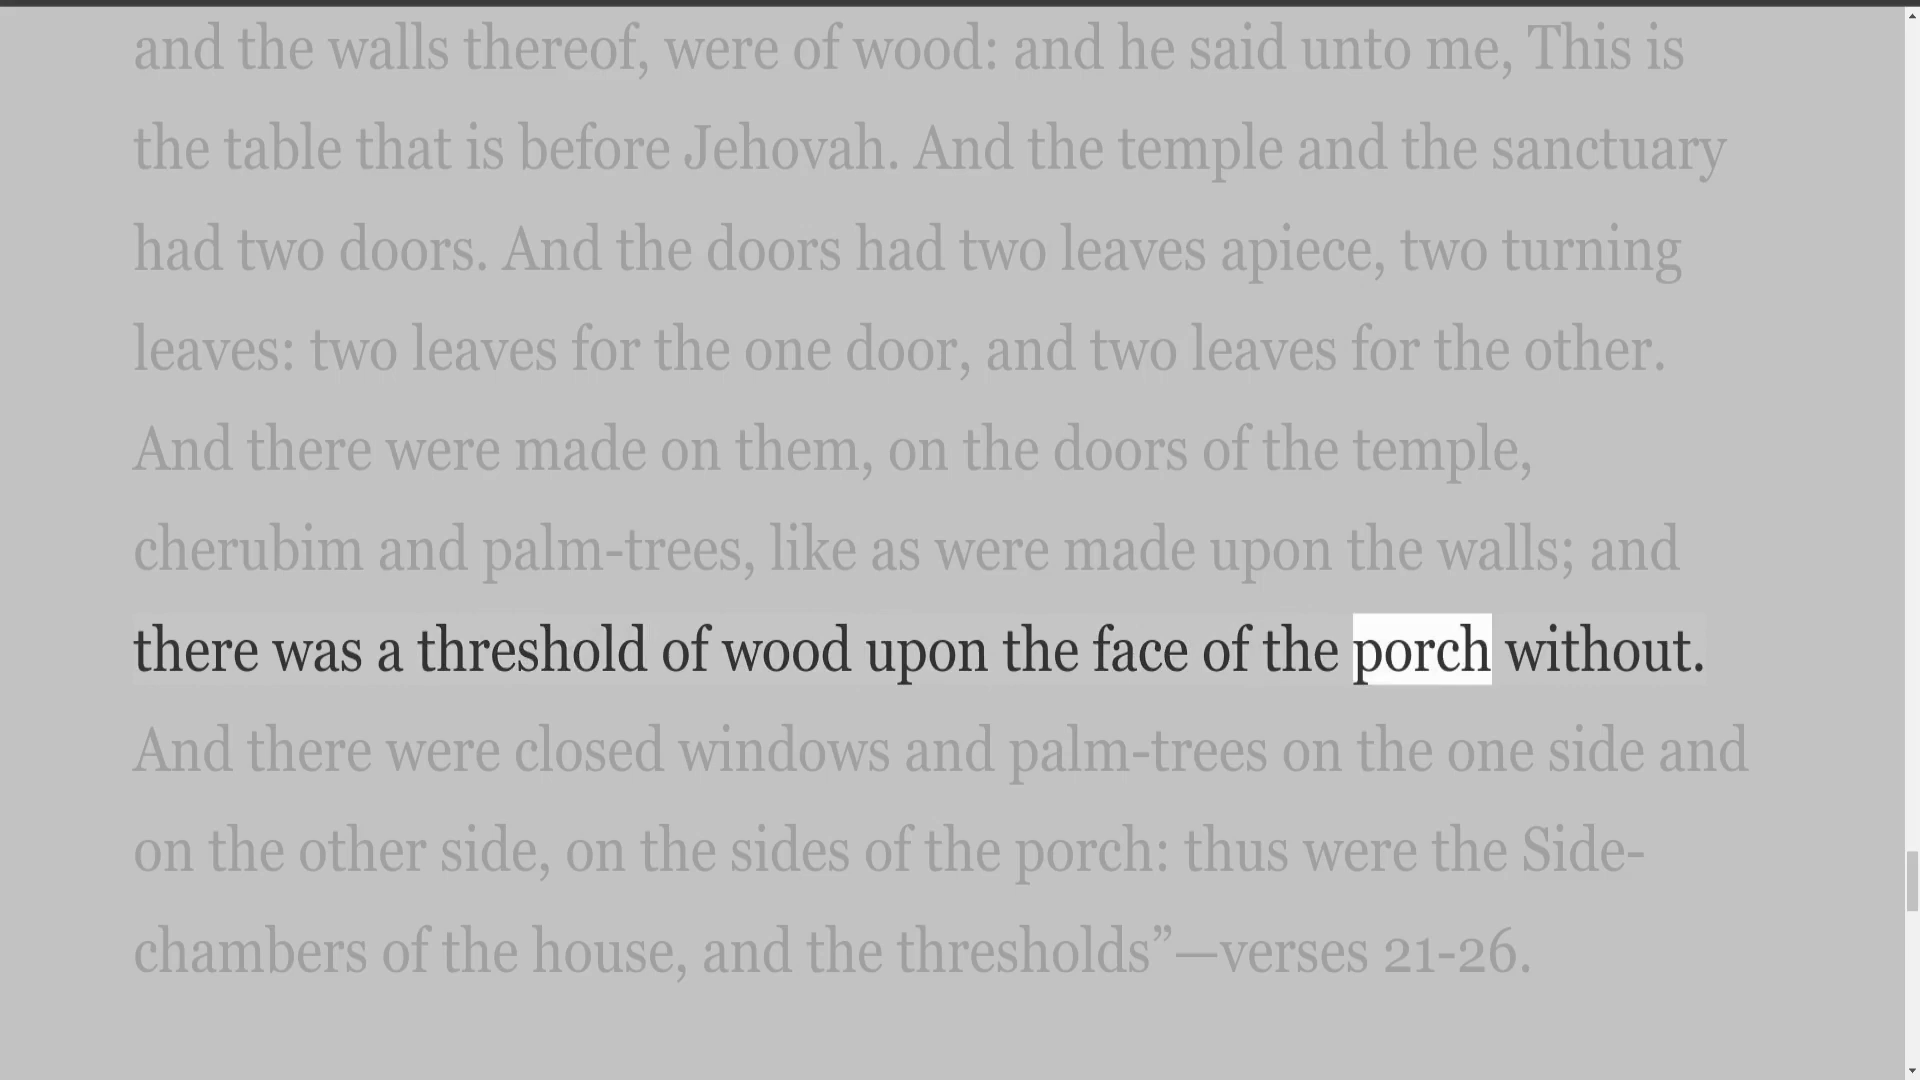 and the walls thereof, were of wood: and he said unto me, This is
the table that is before Jehovah. And the temple and the sanctuary
had two doors. And the doors had two leaves apiece, two turning
leaves: two leaves for the one door, and two leaves for the other.
And there were made on them, on the doors of the temple,
cherubim and palm-trees, like as were made upon the walls; and
there was a threshold of wood upon the face of the porch without.
And there were closed windows and palm-trees on the one side and
on the other side, on the sides of the porch: thus were the Side-
chambers of the house, and the thresholds”—verses 21-26.